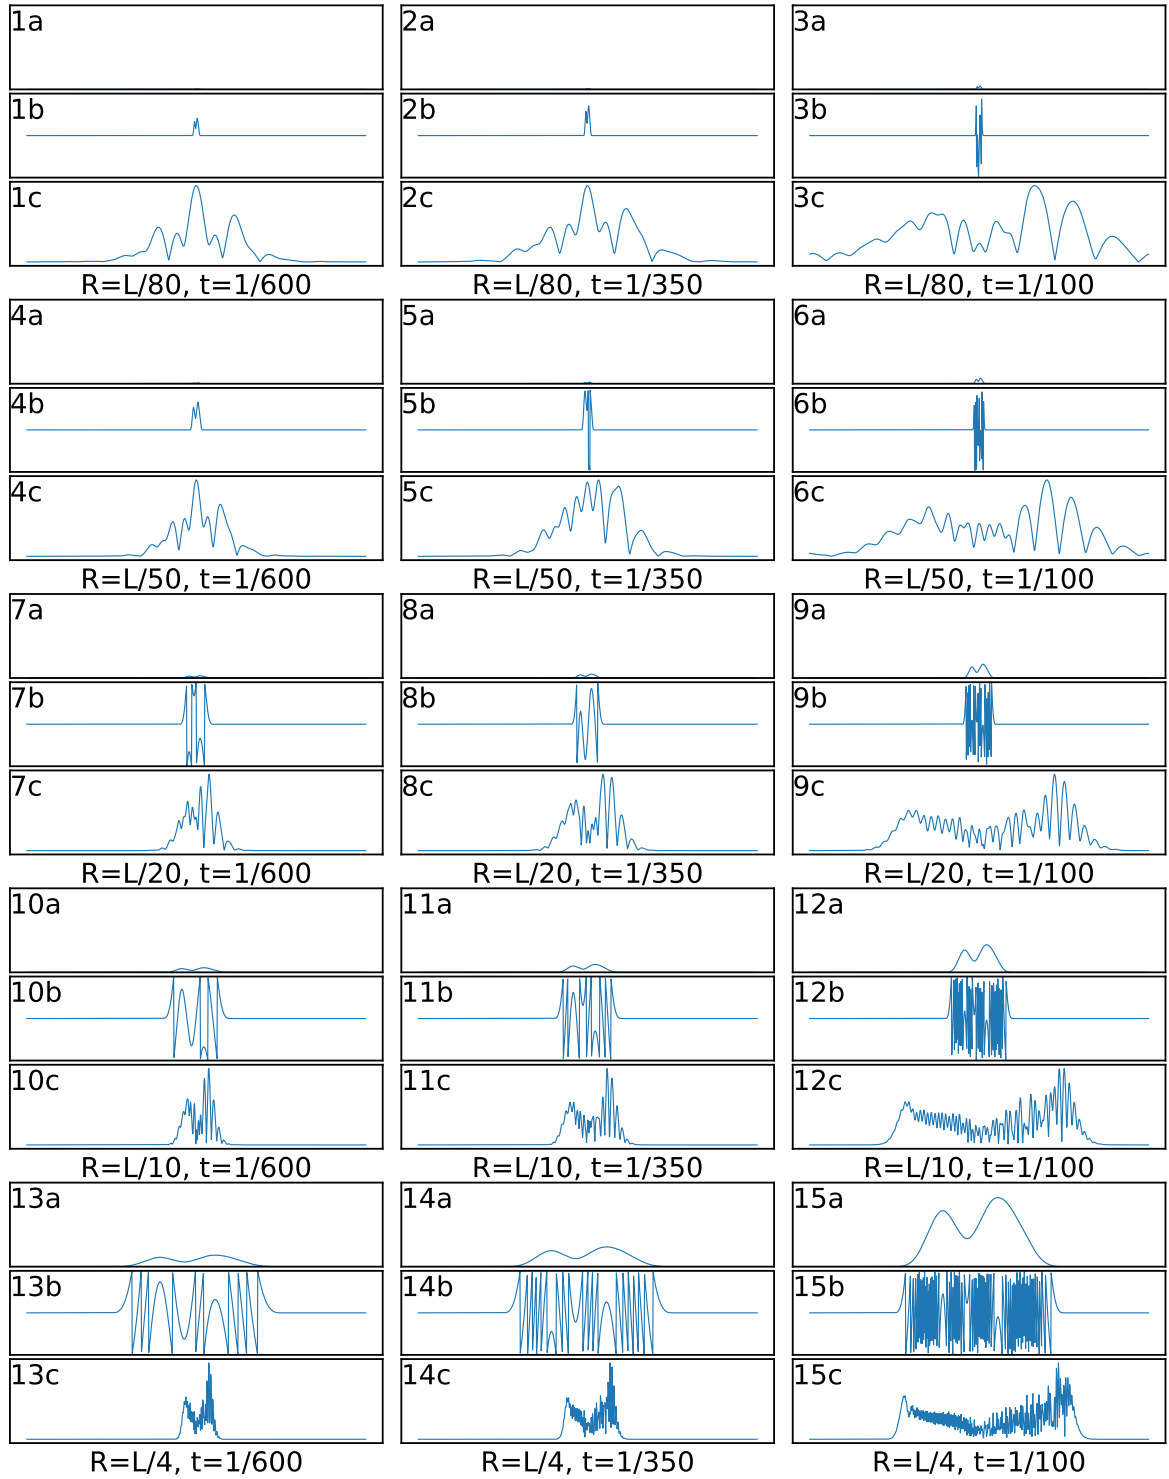 1a 2a 3a
1b 2b 3b
1c 2c 3c
R=L/80, t=1/600 R=L/80, t=1/350 R=L/80, t=1/100
4a 5a 6a
4b 5b 6b
4c 5c 6c
R=L/50, t=1/600 R=L/50, t=1/350 R=L/50, t=1/100
7a 8a 9a
7b 8b 9b
7c 8c 9c
R=L/20, t=1/600 R=L/20, t=1/350 R=L/20, t=1/100
10a 11a 12a
10b 11b 12b
10c 11c 12c
R=L/10, t=1/600 R=L/10, t=1/350 R=L/10, t=1/100
13a 14a 15a
13b 14b 15b
13c 14c 15c
R=L/4, t=1/600 R=L/4, t=1/350 R=L/4, t=1/100